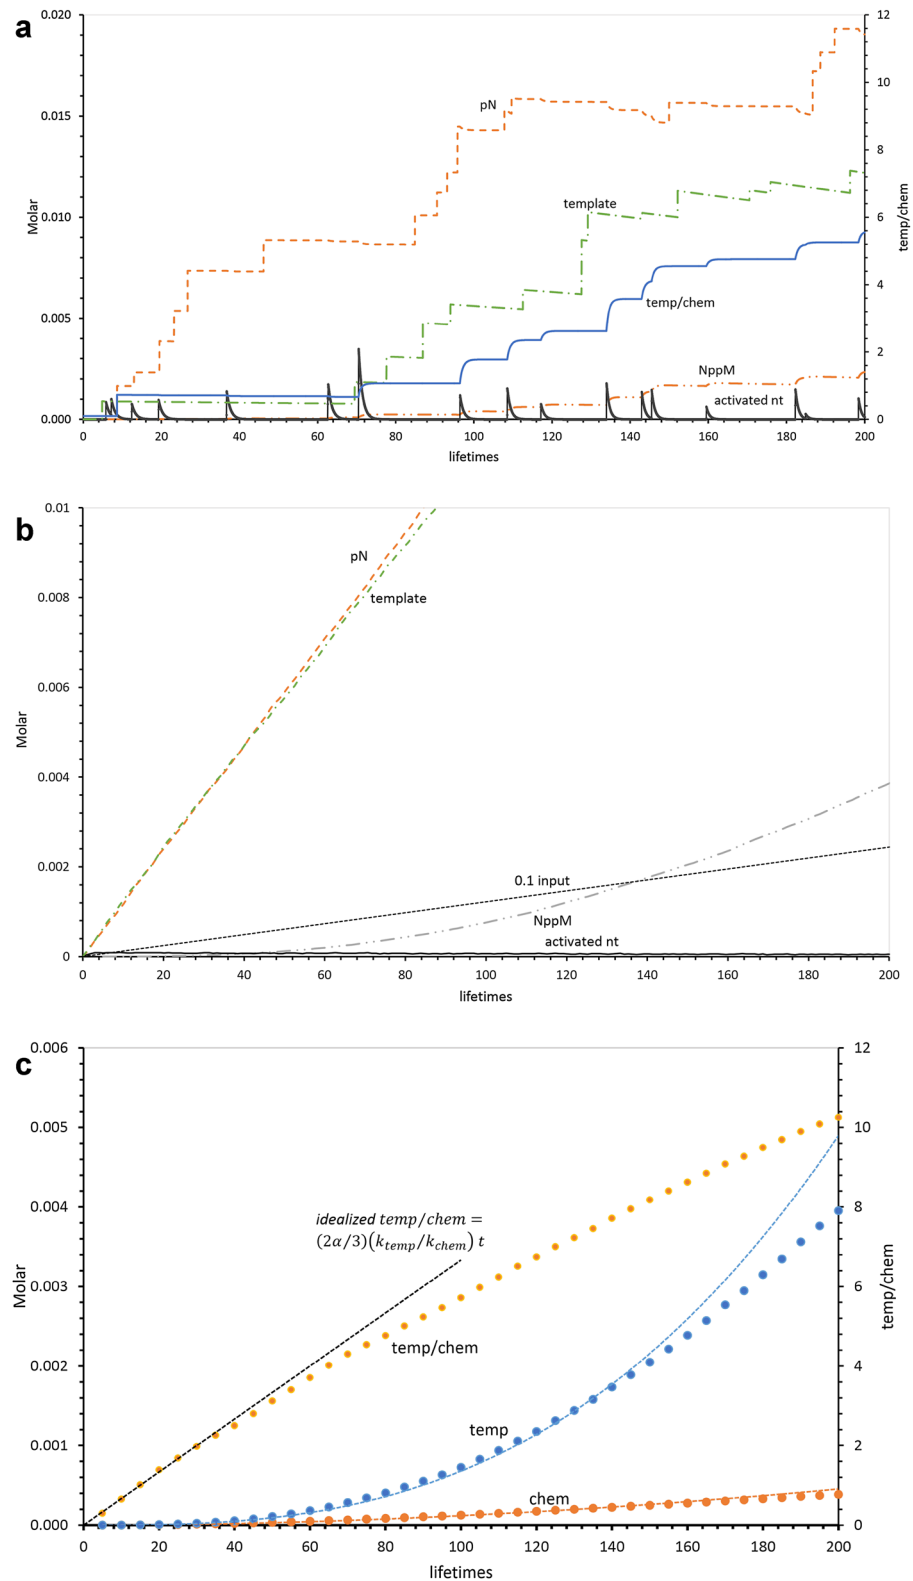 a
0.020
0.015
0.010
0.005
0.000
Molar
12
10
8
6
4
2
0
temp/chem
pN
template
temp/chem
NppM
activated nt
0 20 40 60 80 100 120 140 160 180 200
lifetimes
b
0.01
0.008
0.006
0.004
0.002
0
Molar
pN
template
0.1 input
NppM
activated nt
0 20 40 60 80 100 120 140 160 180 200
lifetimes
c
0.006
0.005
0.004
0.003
0.002
0.001
0.000
Molar
12
10
8
6
4
2
0
temp/chem
idealized temp/chem =
(2α/3)(k_temp/k_chem) t
temp/chem
temp
chem
0 20 40 60 80 100 120 140 160 180 200
lifetimes